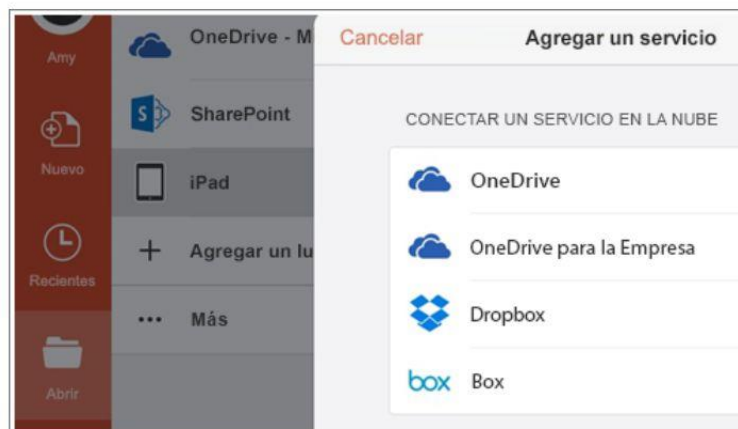 Amy
Nuevo
Recientes
Abrir
OneDrive - M
SharePoint
iPad
Agregar un lu
Más
Cancelar
Agregar un servicio
CONECTAR UN SERVICIO EN LA NUBE
OneDrive
OneDrive para la Empresa
Dropbox
box Box